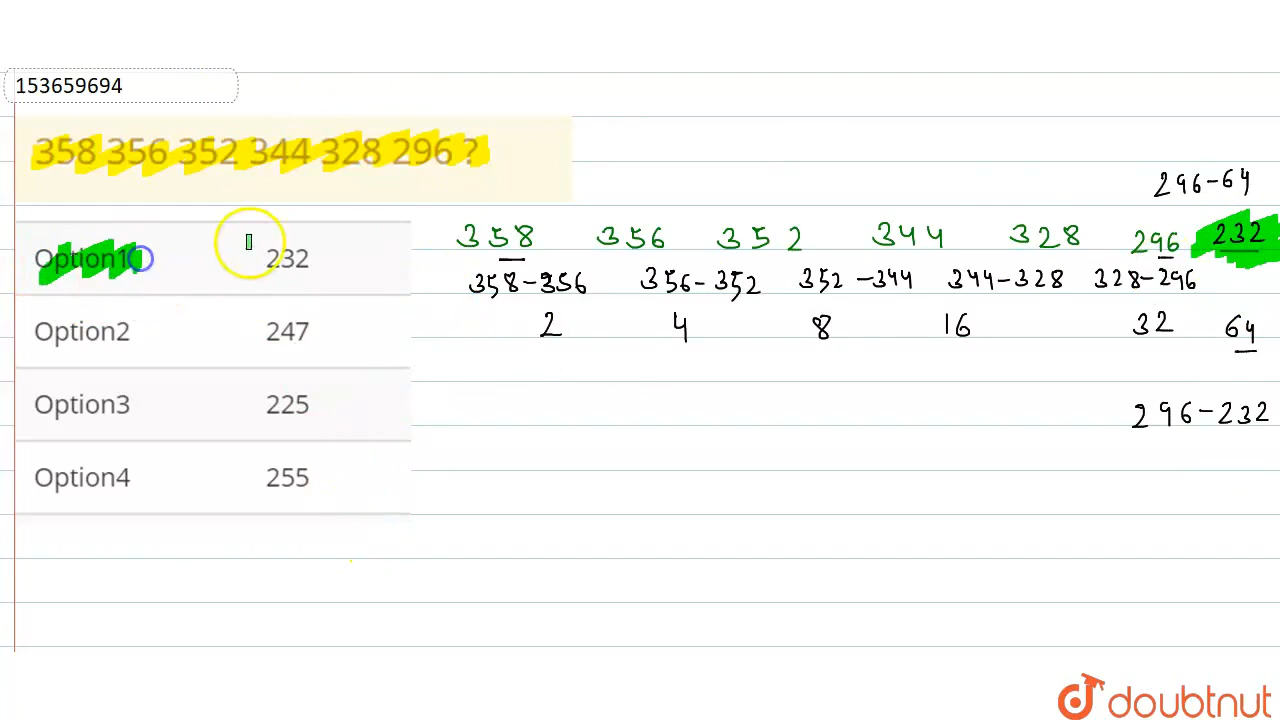 153659694
358 356 352 344 328 296 ?
296-64
Option1 232
358 356 352 344 328 296 232
358-356 356-352 352-344 344-328 328-296
2 4 8 16 32 64
Option2 247
Option3 225
296-232
Option4 255
doubtnut